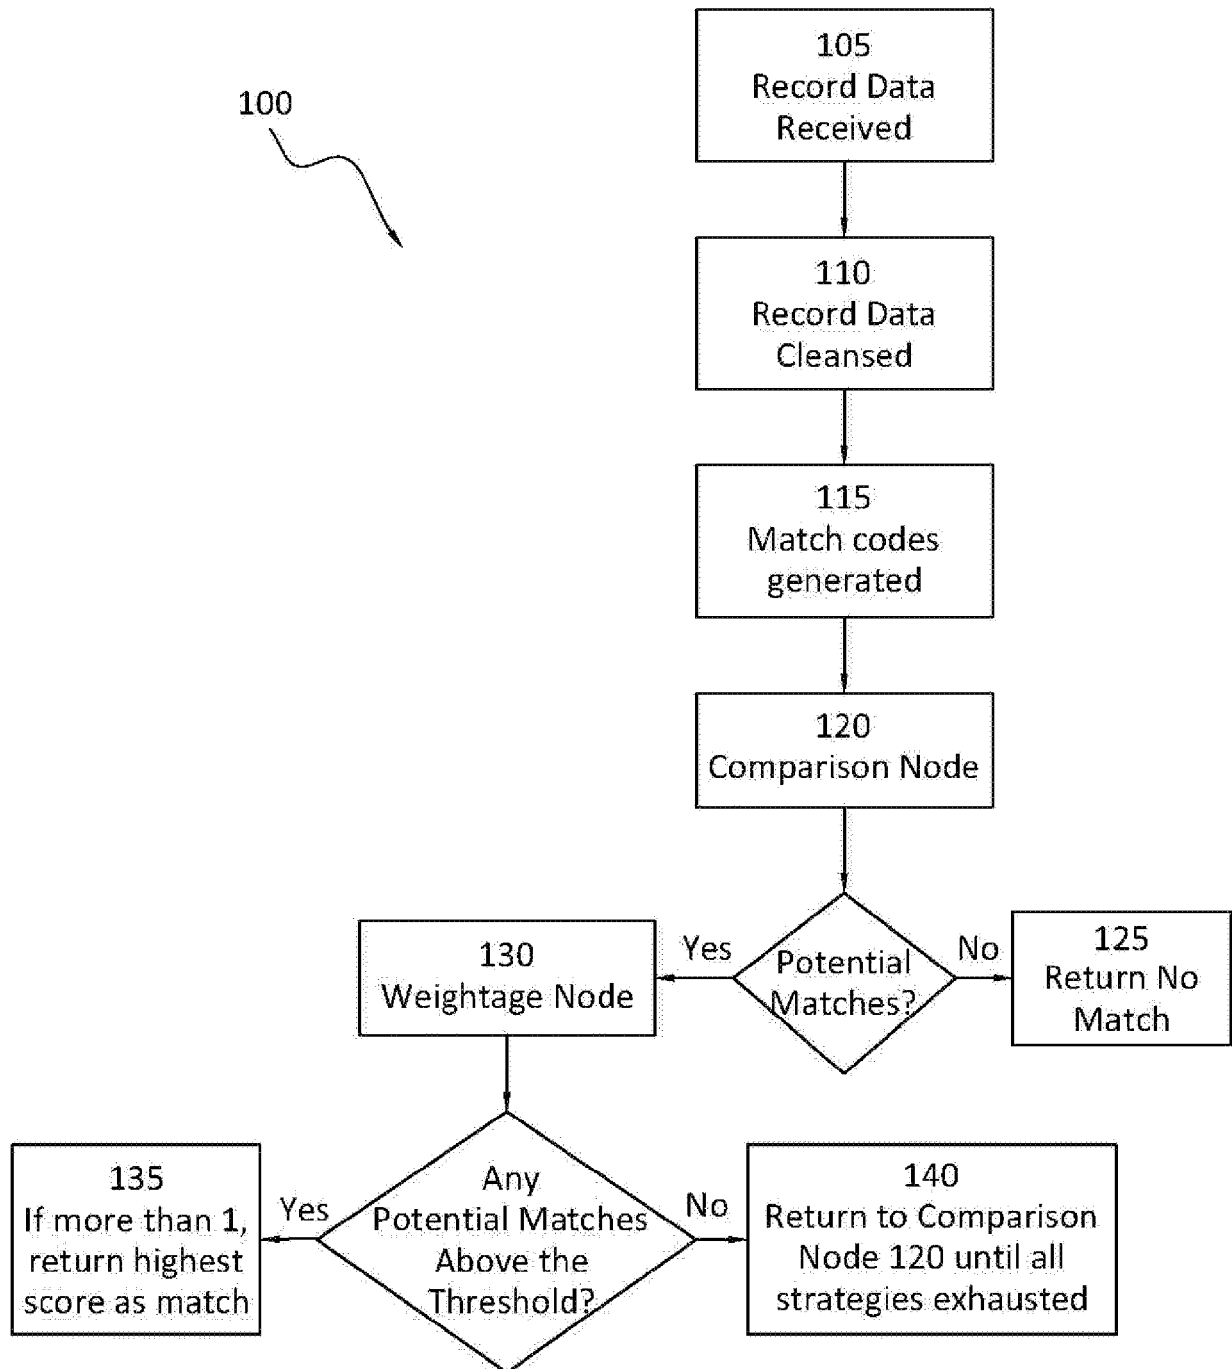 100
105
Record Data
Received
110
Record Data
Cleansed
115
Match codes
generated
120
Comparison Node
Potential
Matches?
Yes
No
125
Return No
Match
130
Weightage Node
Any
Potential Matches
Above the
Threshold?
Yes
No
135
If more than 1,
return highest
score as match
140
Return to Comparison
Node 120 until all
strategies exhausted